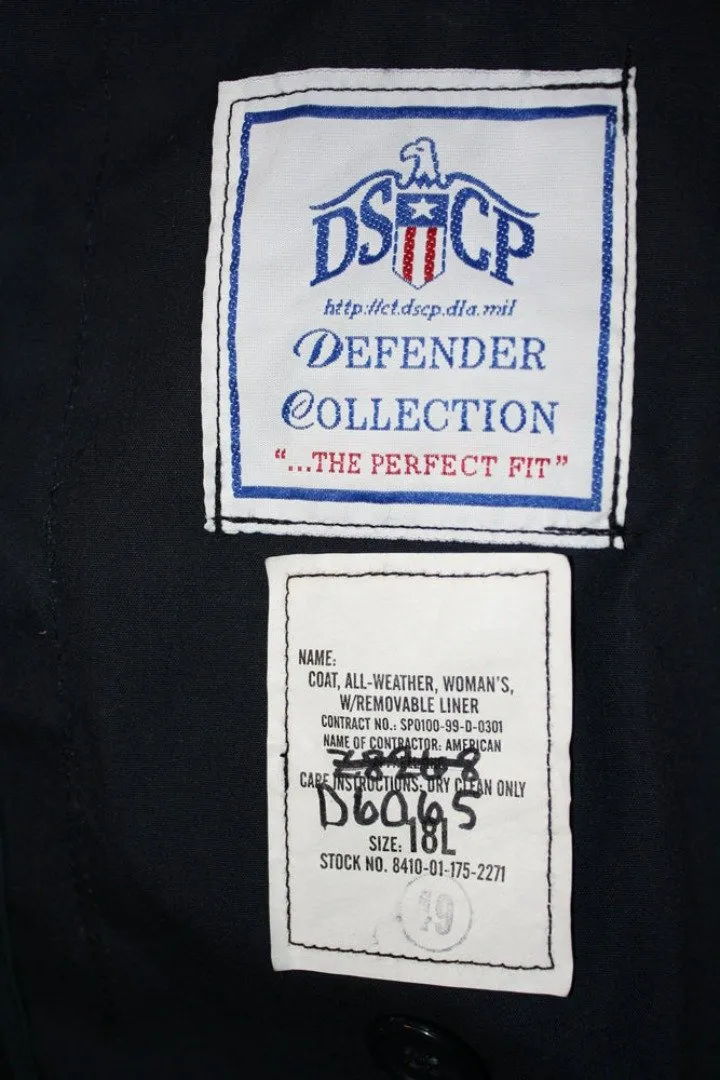 DSCP
http://ct.dscp.dla.mil
DEFENDER
COLLECTION
"...THE PERFECT FIT"
NAME:
COAT, ALL-WEATHER, WOMAN'S,
W/REMOVABLE LINER
CONTRACT NO.: SP0100-99-D-0301
NAME OF CONTRACTOR: AMERICAN
CARE INSTRUCTIONS: DRY CLEAN ONLY
D6065
SIZE: 18L
STOCK NO. 8410-01-175-2271